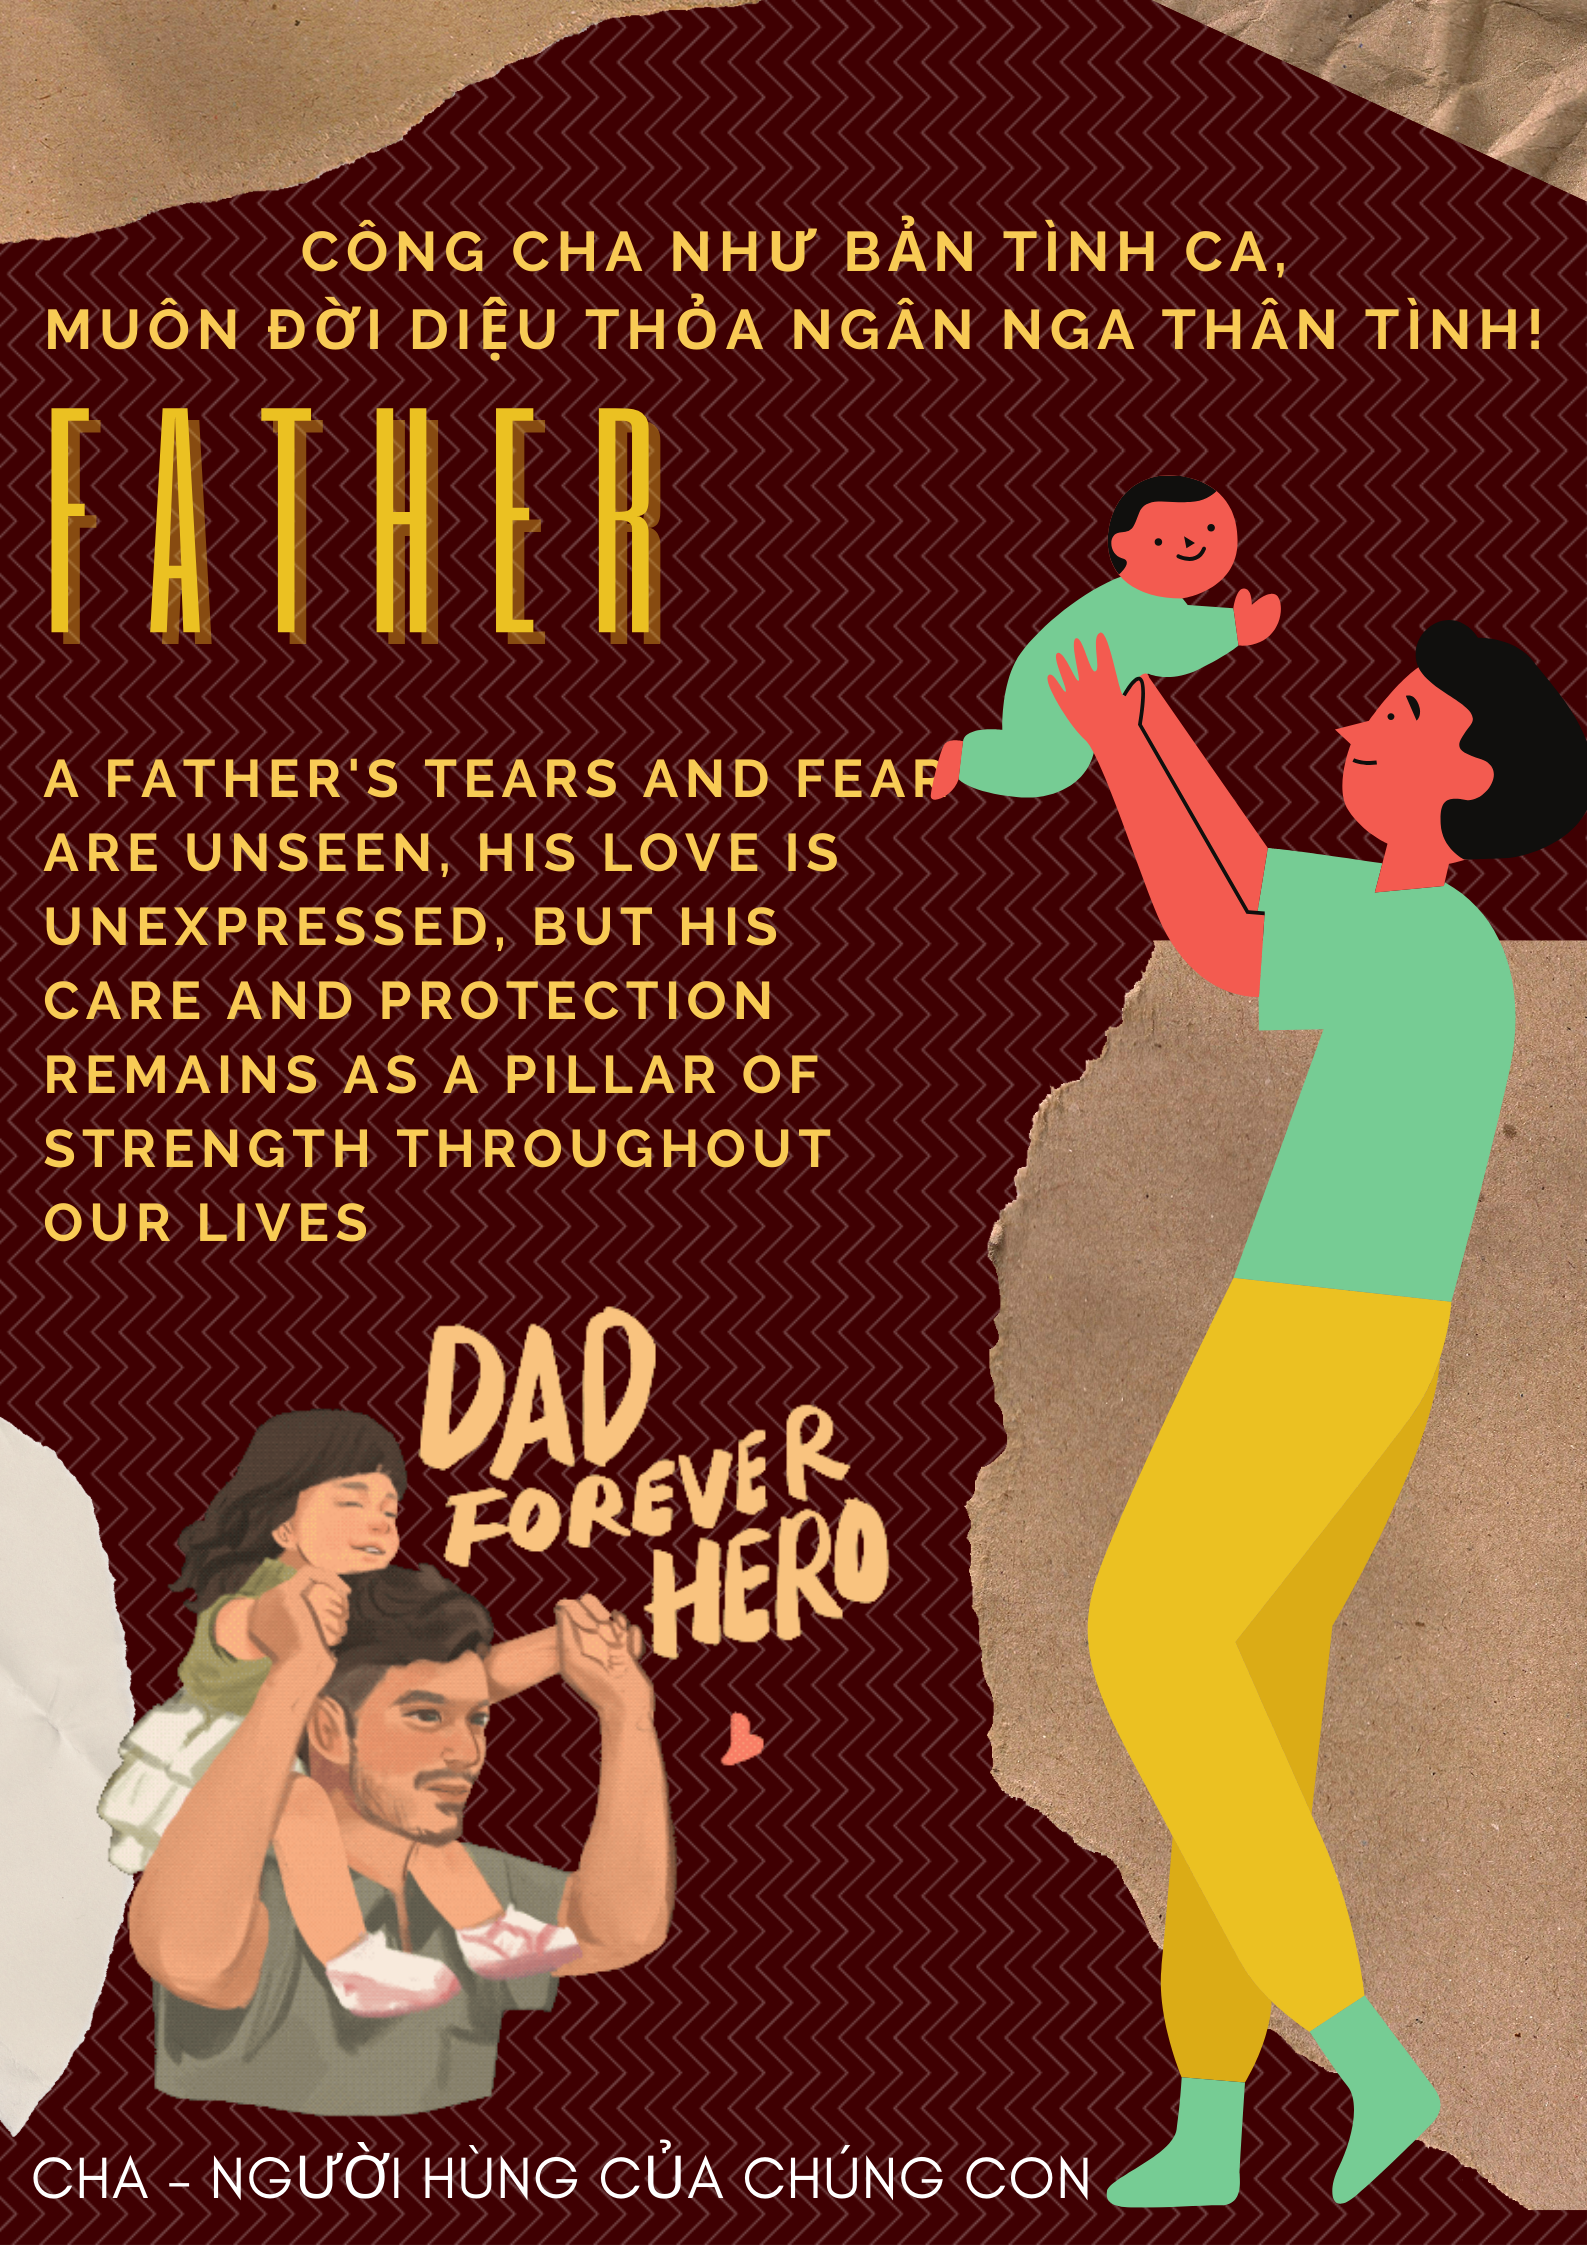 CÔNG CHA NHƯ BẢN TÌNH CA,
MUÔN ĐỜI DIỆU THỎA NGÂN NGA THÂN TÌNH!
FATHER
A FATHER'S TEARS AND FEAR
ARE UNSEEN, HIS LOVE IS
UNEXPRESSED, BUT HIS
CARE AND PROTECTION
REMAINS AS A PILLAR OF
STRENGTH THROUGHOUT
OUR LIVES
DAD
FOREVER
HERO
CHA – NGƯỜI HÙNG CỦA CHÚNG CON